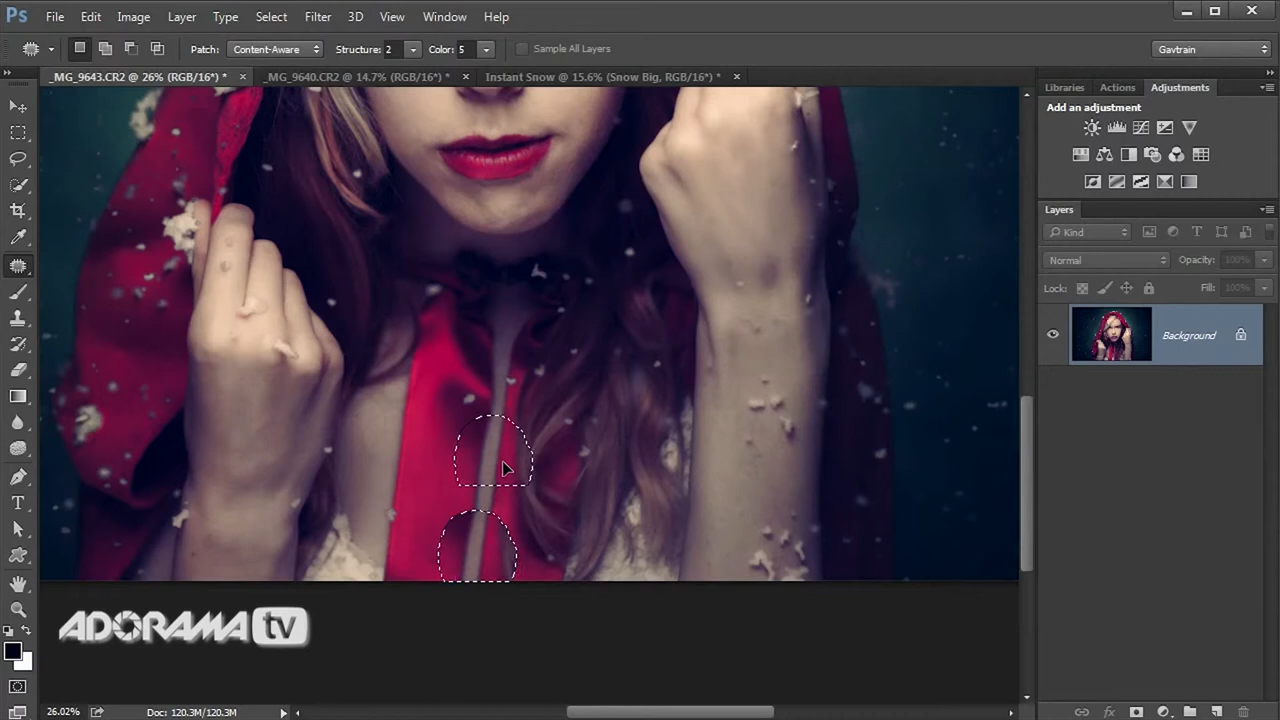 Ps File Edit Image Layer Type Select Filter 3D View Window Help
Patch: Content-Aware Structure: 2 Color: 5 Sample All Layers Gavtrain
_MG_9643.CR2 @ 26% (RGB/16*) * _MG_9640.CR2 @ 14.7% (RGB/16*) * Instant Snow @ 15.6% (Snow Big, RGB/16*) *
Libraries Actions Adjustments
Add an adjustment
Layers
Kind
Normal Opacity: 100%
Lock: Fill: 100%
Background
ADORAMA tv
26.02% Doc: 120.3M/120.3M
fx